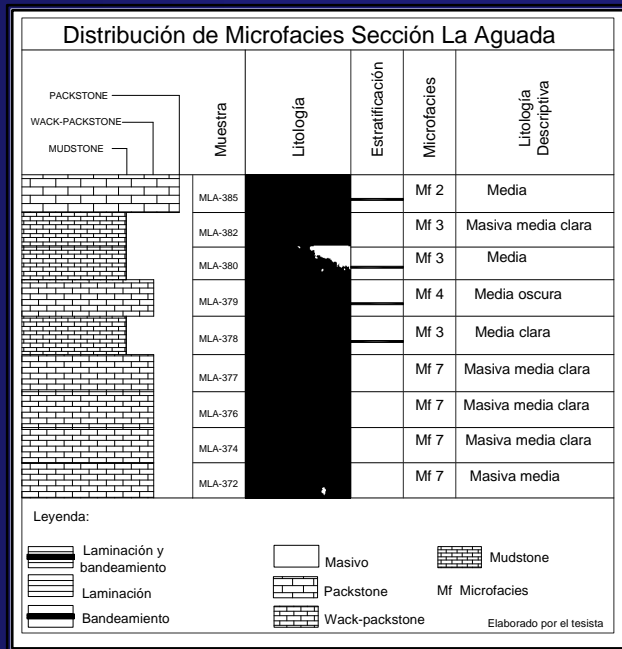 Distribución de Microfacies Sección La Aguada
PACKSTONE
WACK-PACKSTONE
MUDSTONE
Muestra
Litología
Estratificación
Microfacies
Litología
Descriptiva
MLA-385 Mf 2 Media
MLA-382 Mf 3 Masiva media clara
MLA-380 Mf 3 Media
MLA-379 Mf 4 Media oscura
MLA-378 Mf 3 Media clara
MLA-377 Mf 7 Masiva media clara
MLA-376 Mf 7 Masiva media clara
MLA-374 Mf 7 Masiva media clara
MLA-372 Mf 7 Masiva media
Leyenda:
Laminación y
bandeamiento
Laminación
Bandeamiento
Masivo
Packstone
Wack-packstone
Mudstone
Mf Microfacies
Elaborado por el tesista